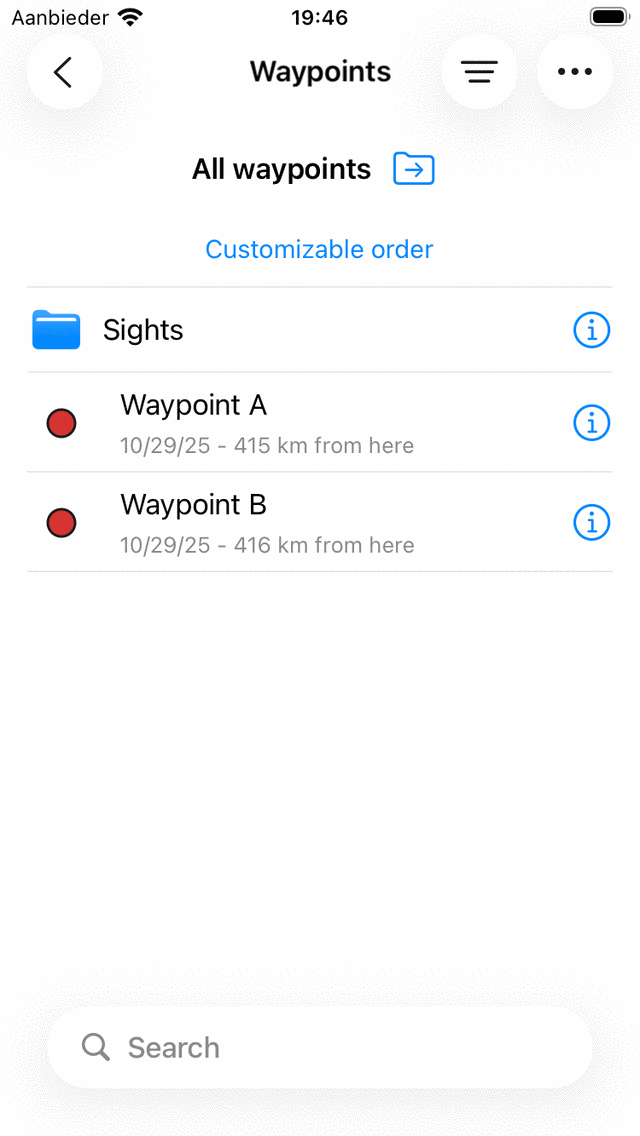 Aanbieder 19:46
Waypoints
All waypoints
Customizable order
Sights
Waypoint A
10/29/25 - 415 km from here
Waypoint B
10/29/25 - 416 km from here
Search